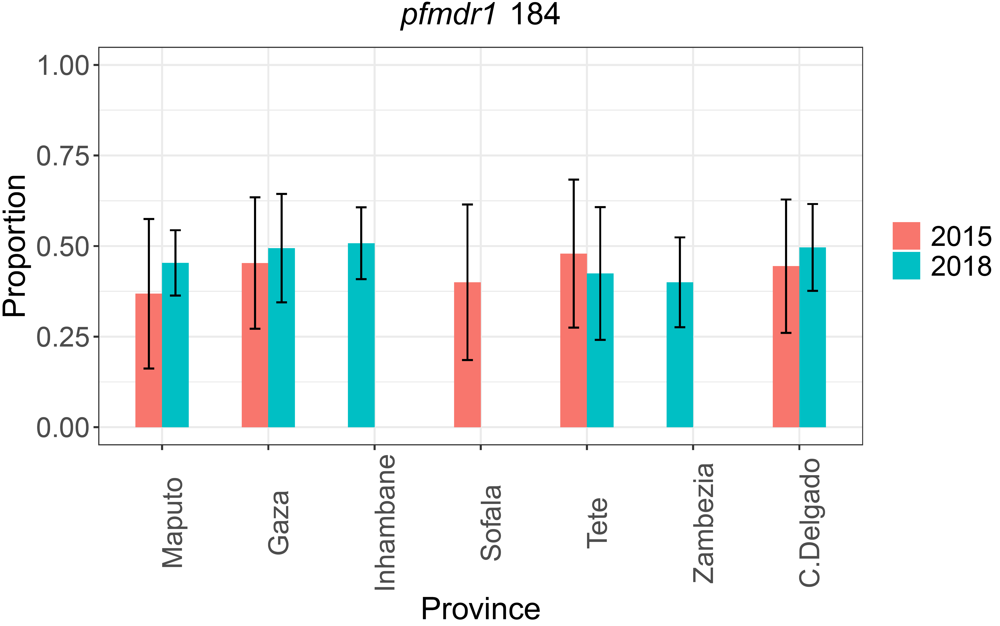 pfmdr1 184
1.00
0.75
0.50
0.25
0.00
Proportion
Maputo
Gaza
Inhambane
Sofala
Tete
Zambezia
C.Delgado
Province
2015
2018